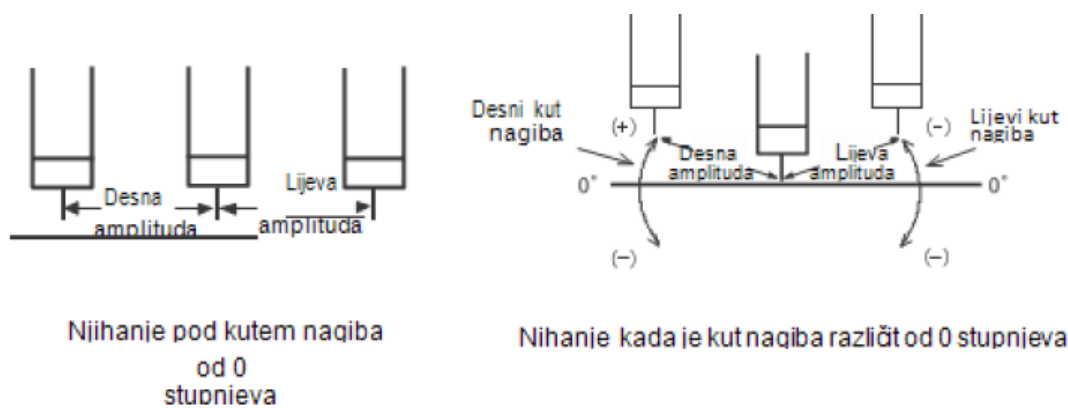 Desna
amplituda
Lijeva
amplituda
Njihanje pod kutem nagiba
od 0
stupnjeva
Desni kut
nagiba
(+)
Desna
amplituda
Lijeva
amplituda
(−)
Lijevi kut
nagiba
0°
0°
(−)
(−)
Nihanje kada je kut nagiba različit od 0 stupnjeva